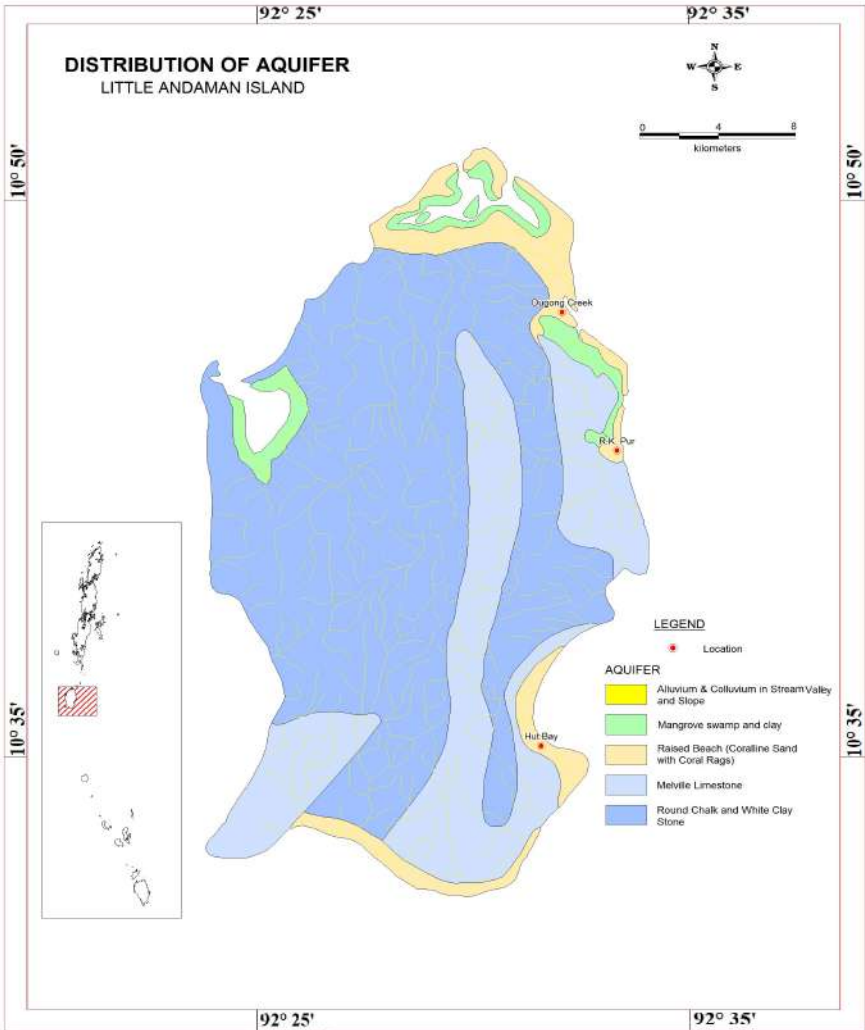 92° 25'
92° 35'
DISTRIBUTION OF AQUIFER
LITTLE ANDAMAN ISLAND
N
W E
S
0 4 8
kilometers
10° 50'
10° 50'
Dugong Creek
R.K. Pur
LEGEND
Location
AQUIFER
Alluvium & Colluvium in Stream Valley
and Slope
Mangrove swamp and clay
Raised Beach (Coralline Sand
with Coral Rags)
Melville Limestone
Round Chalk and White Clay
Stone
Hut Bay
10° 35'
10° 35'
92° 25'
92° 35'